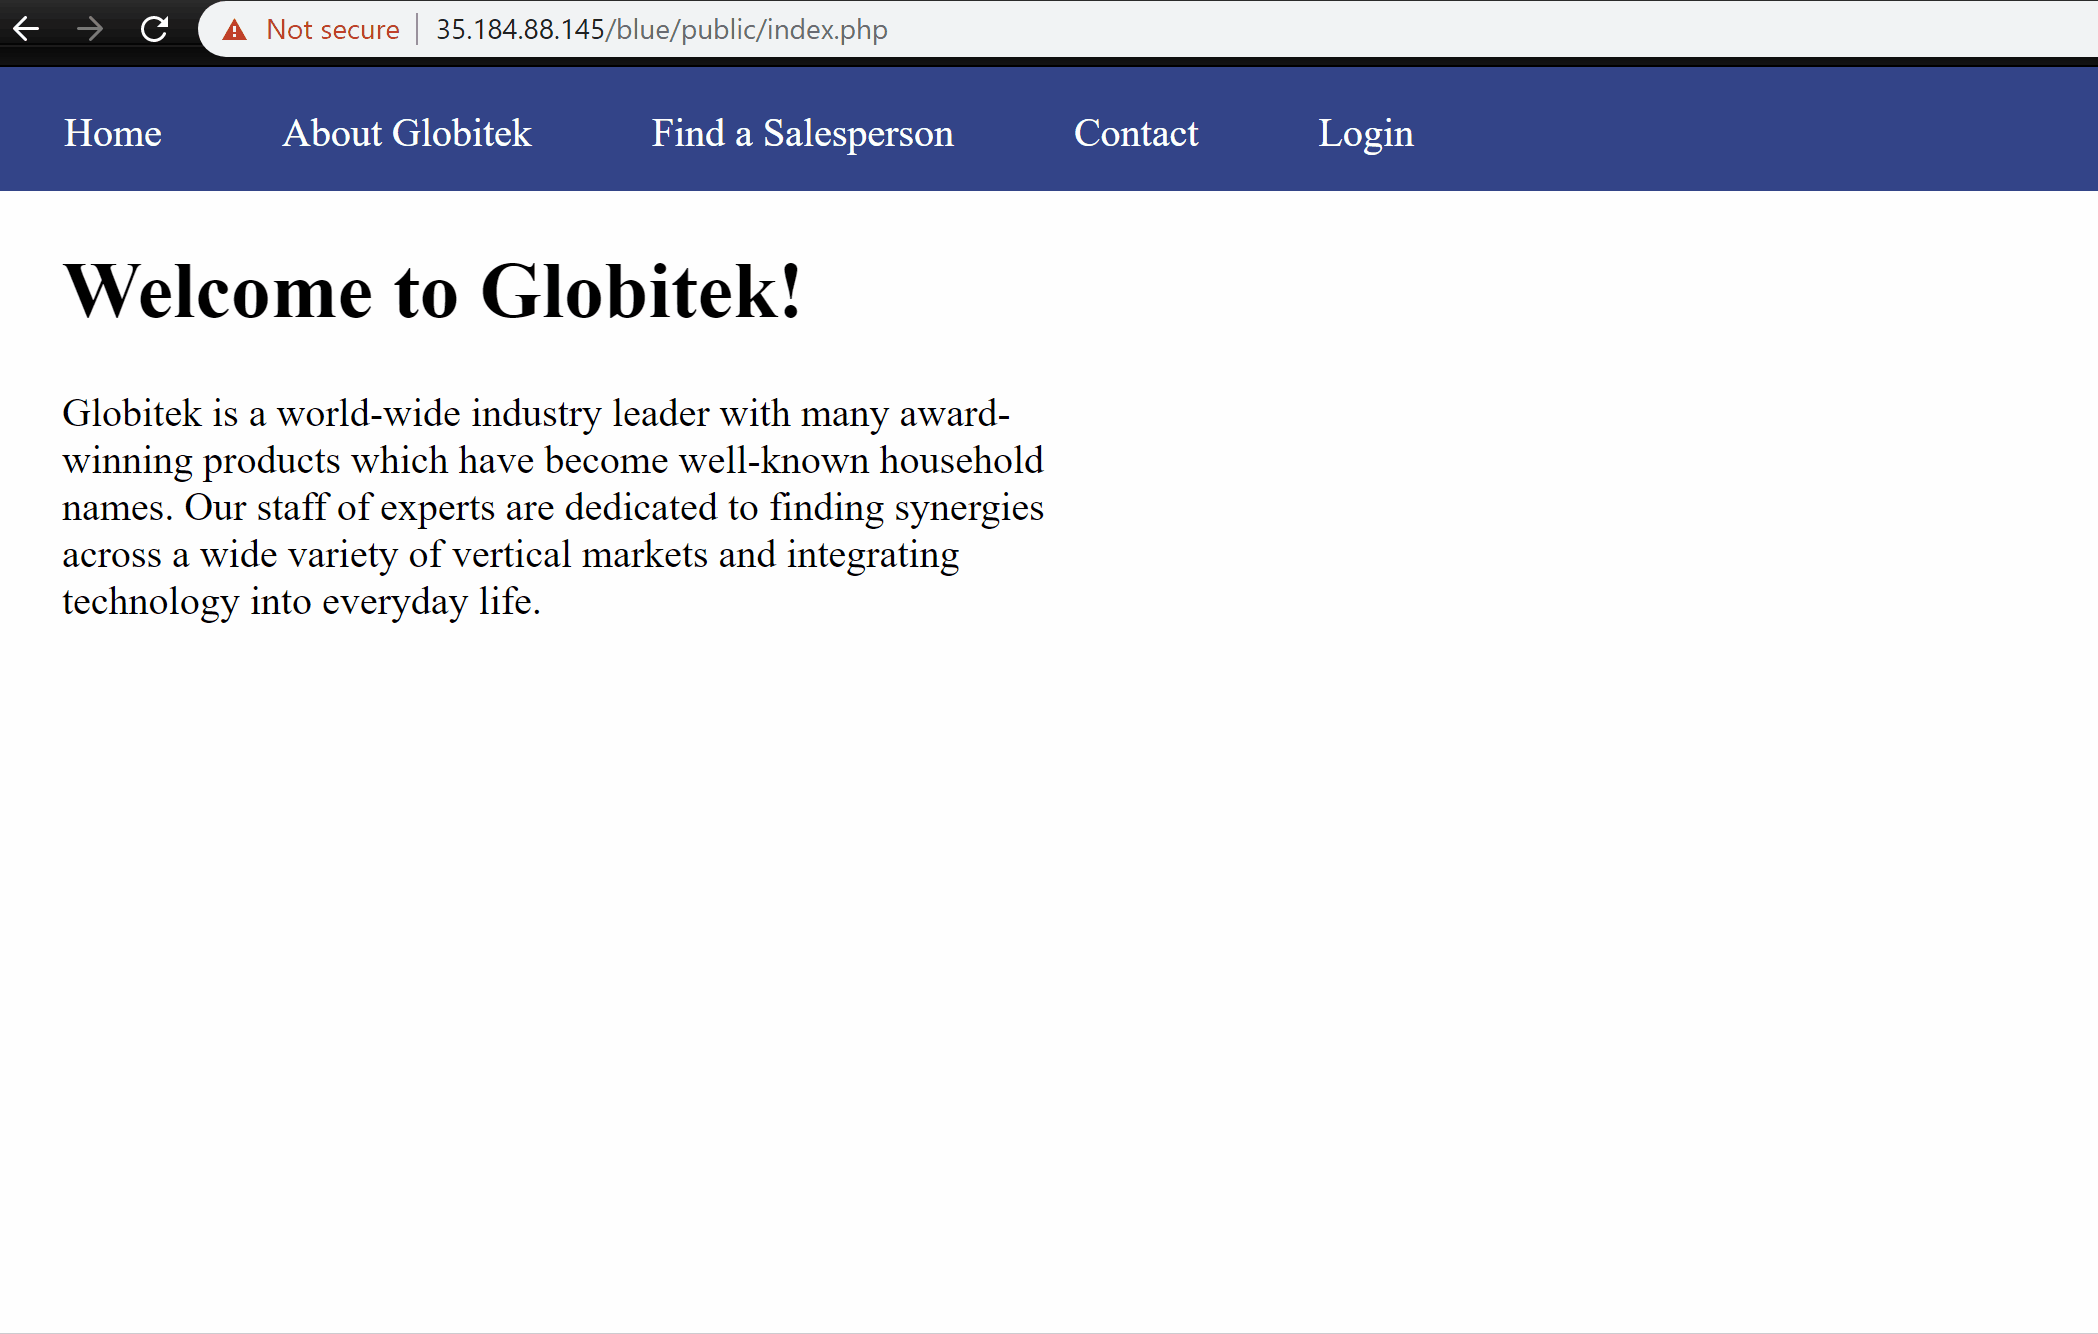 Not secure 35.184.88.145/blue/public/index.php
Home About Globitek Find a Salesperson Contact Login
Welcome to Globitek!
Globitek is a world-wide industry leader with many award-
winning products which have become well-known household
names. Our staff of experts are dedicated to finding synergies
across a wide variety of vertical markets and integrating
technology into everyday life.